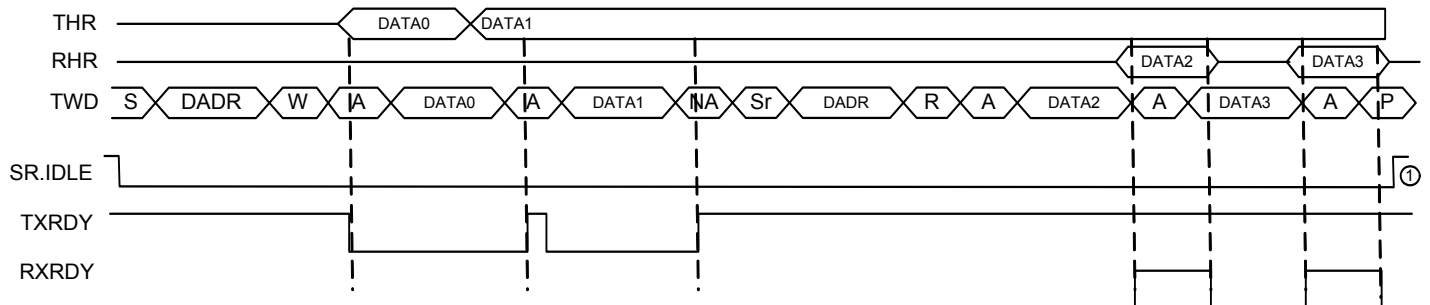 THR DATA0 DATA1
RHR DATA2 DATA3
TWD S DADR W A DATA0 A DATA1 NA Sr DADR R A DATA2 A DATA3 A P
SR.IDLE 1
TXRDY
RXRDY